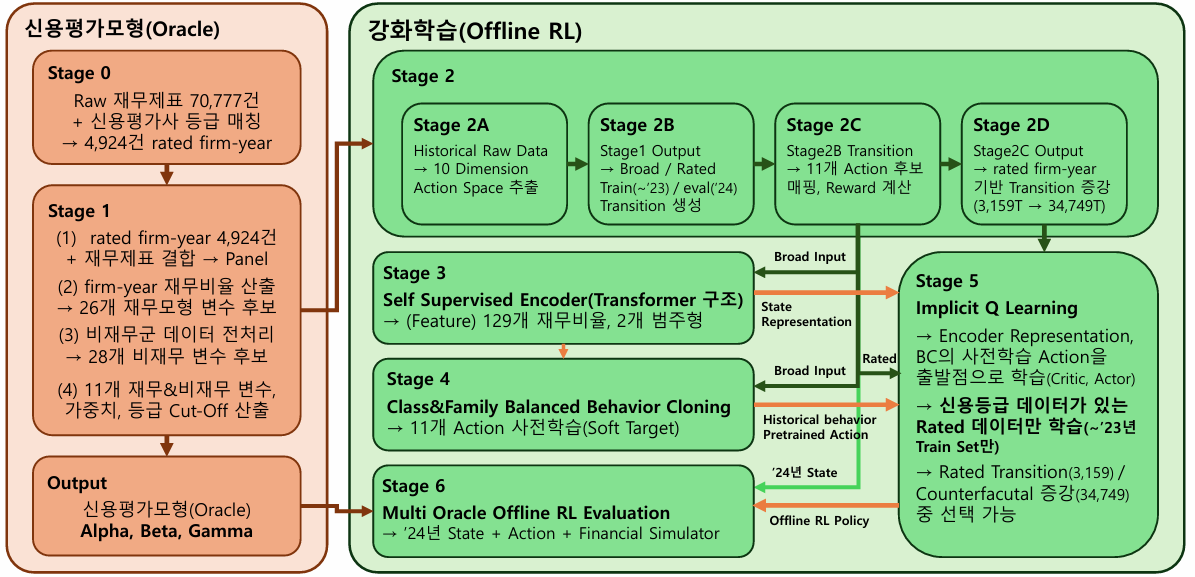 신용평가모형(Oracle)
Stage 0
Raw 재무제표 70,777건
+ 신용평가사 등급 매칭
→ 4,924건 rated firm-year
Stage 1
(1) rated firm-year 4,924건
+ 재무제표 결합 → Panel
(2) firm-year 재무비율 산출
→ 26개 재무모형 변수 후보
(3) 비재무군 데이터 전처리
→ 28개 비재무 변수 후보
(4) 11개 재무&비재무 변수,
가중치, 등급 Cut-Off 산출
Output
신용평가모형(Oracle)
Alpha, Beta, Gamma
강화학습(Offline RL)
Stage 2
Stage 2A
Historical Raw Data
→ 10 Dimension
Action Space 추출
Stage 2B
Stage1 Output
→ Broad / Rated
Train(~’23) / eval(’24)
Transition 생성
Stage 2C
Stage2B Transition
→ 11개 Action 후보
매핑, Reward 계산
Stage 2D
Stage2C Output
→ rated firm-year
기반 Transition 증강
(3,159T → 34,749T)
Stage 3
Self Supervised Encoder(Transformer 구조)
→ (Feature) 129개 재무비율, 2개 범주형
Broad Input
State
Representation
Rated
Stage 4
Class&Family Balanced Behavior Cloning
→ 11개 Action 사전학습(Soft Target)
Broad Input
Historical behavior
Pretrained Action
Stage 5
Implicit Q Learning
→ Encoder Representation,
BC의 사전학습 Action을
출발점으로 학습(Critic, Actor)
→ 신용등급 데이터가 있는
Rated 데이터만 학습(~’23년
Train Set만)
→ Rated Transition(3,159) /
Counterfacutal 증강(34,749)
중 선택 가능
Stage 6
Multi Oracle Offline RL Evaluation
→ ’24년 State + Action + Financial Simulator
’24년 State
Offline RL Policy